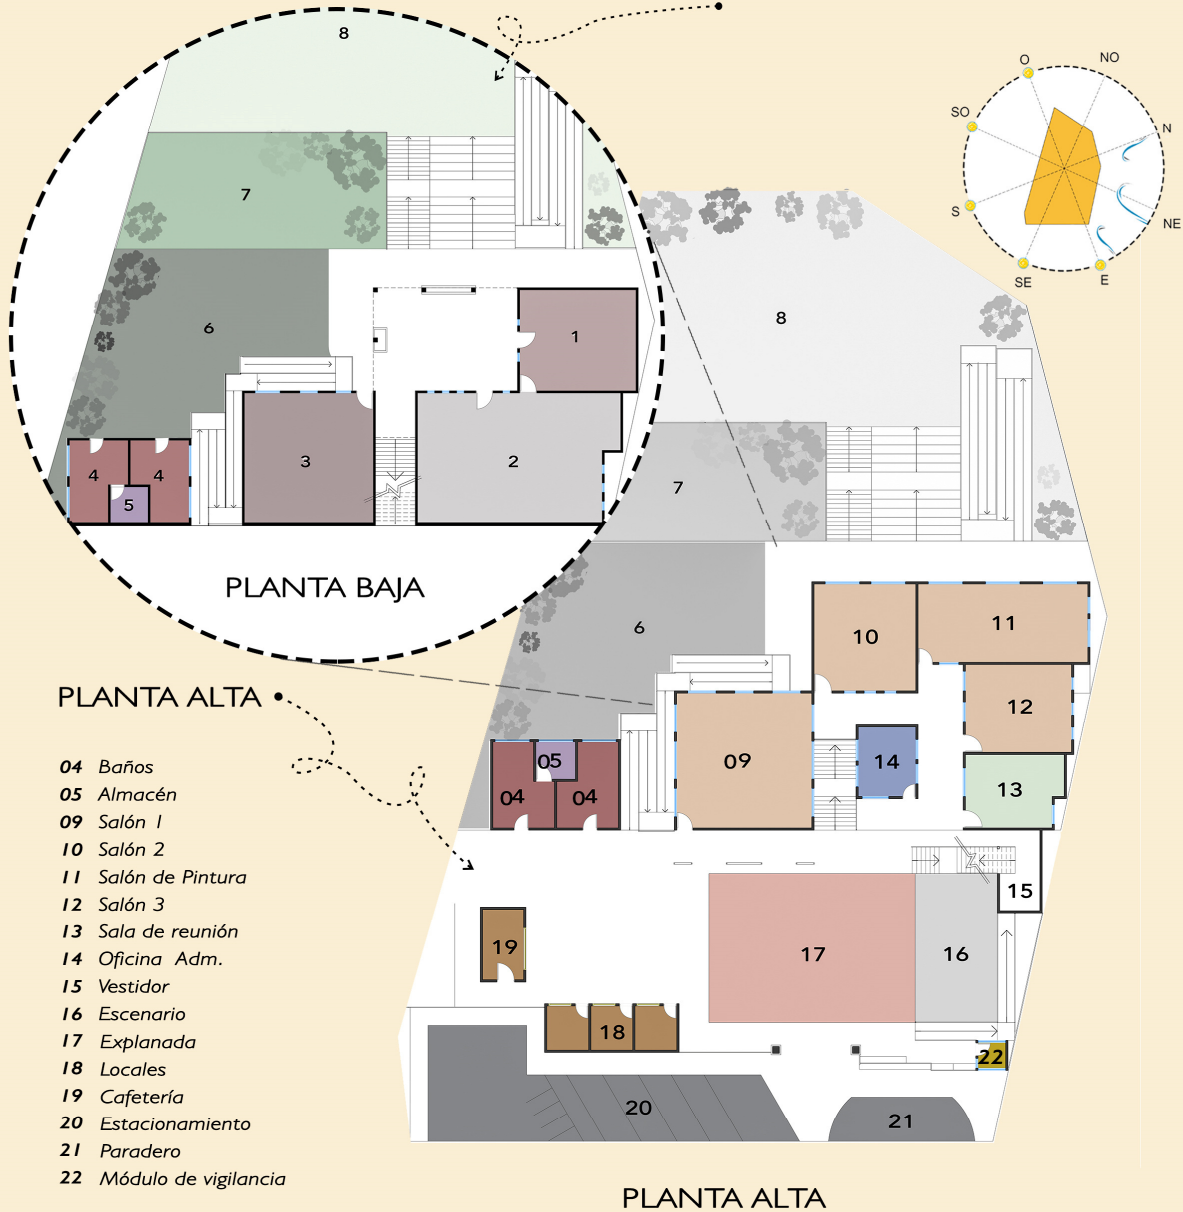 8
O
NO
SO
N
S
NE
SE
E
7
6
1
8
3
2
4
4
5
7
PLANTA BAJA
6
10
11
12
PLANTA ALTA
09
14
05
13
04
04
04 Baños
05 Almacén
09 Salón 1
10 Salón 2
11 Salón de Pintura
12 Salón 3
13 Sala de reunión
14 Oficina Adm.
15 Vestidor
16 Escenario
17 Explanada
18 Locales
19 Cafetería
20 Estacionamiento
21 Paradero
22 Módulo de vigilancia
15
19
17
16
18
22
20
21
PLANTA ALTA